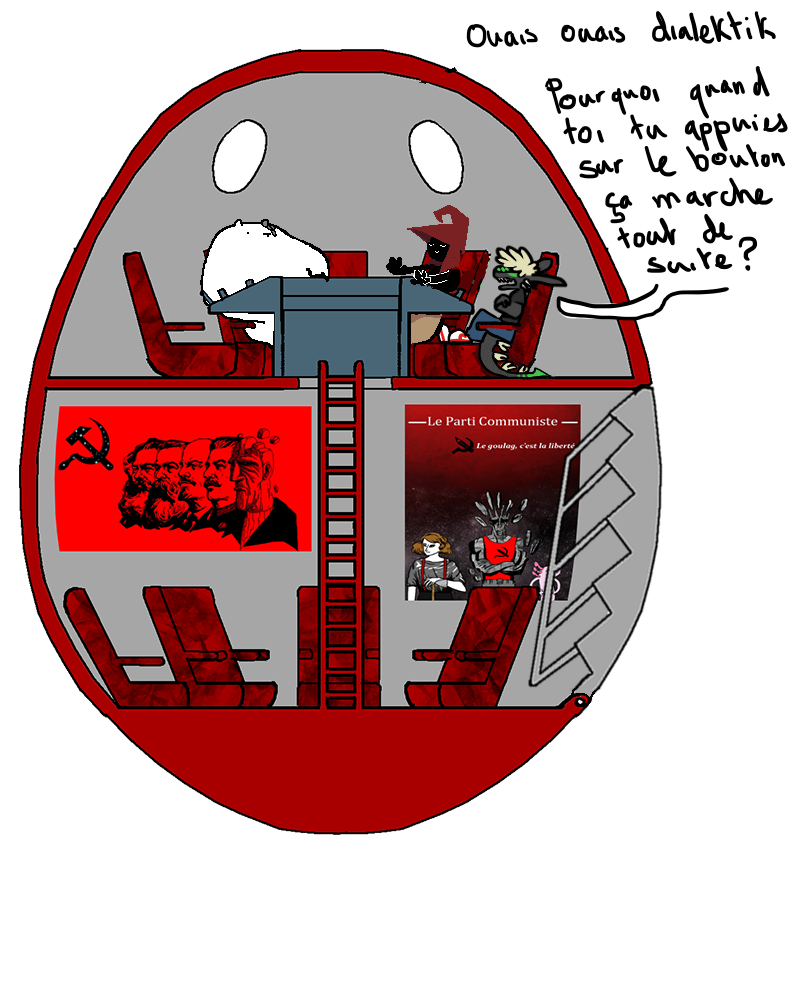 Ouais ouais dialektik
Pourquoi quand
toi tu appuies
sur le bouton
ça marche
tout de
suite?
—Le Parti Communiste —
Le goulag, c'est la liberté